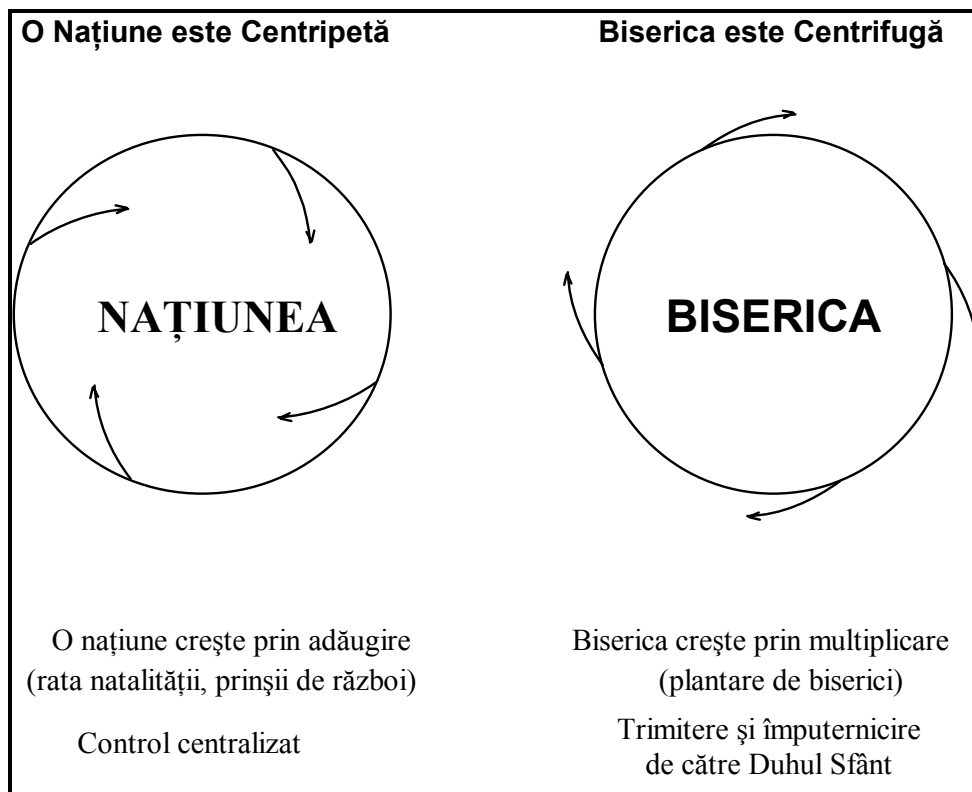 O Națiune este Centripetă
NAȚIUNEA
O națiune creşte prin adăugire
(rata natalității, prinşii de război)
Control centralizat
Biserica este Centrifugă
BISERICA
Biserica creşte prin multiplicare
(plantare de biserici)
Trimitere şi împuternicire
de către Duhul Sfânt